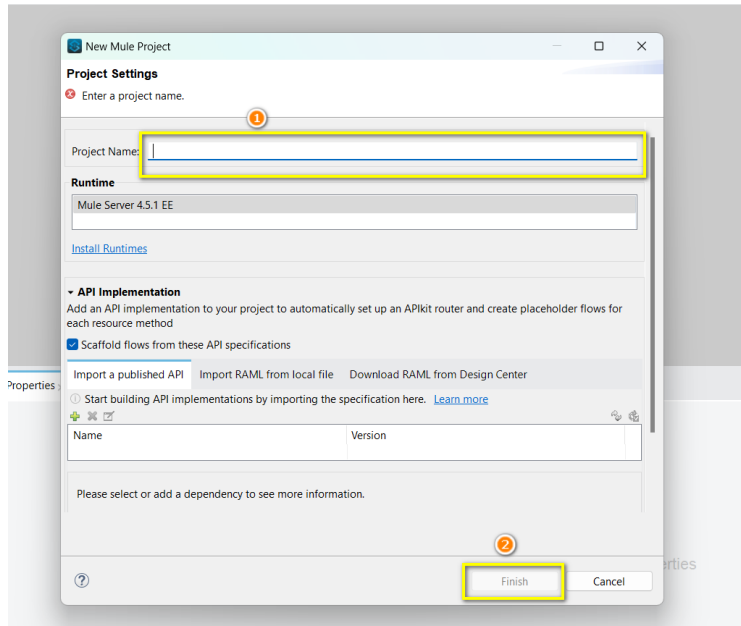 New Mule Project
Project Settings
Enter a project name.
1
Project Name:
Runtime
Mule Server 4.5.1 EE
Install Runtimes
API Implementation
Add an API implementation to your project to automatically set up an APIkit router and create placeholder flows for
each resource method
Scaffold flows from these API specifications
Import a published API Import RAML from local file Download RAML from Design Center
Properties
Start building API implementations by importing the specification here. Learn more
Name Version
Please select or add a dependency to see more information.
2
erties
? Finish Cancel